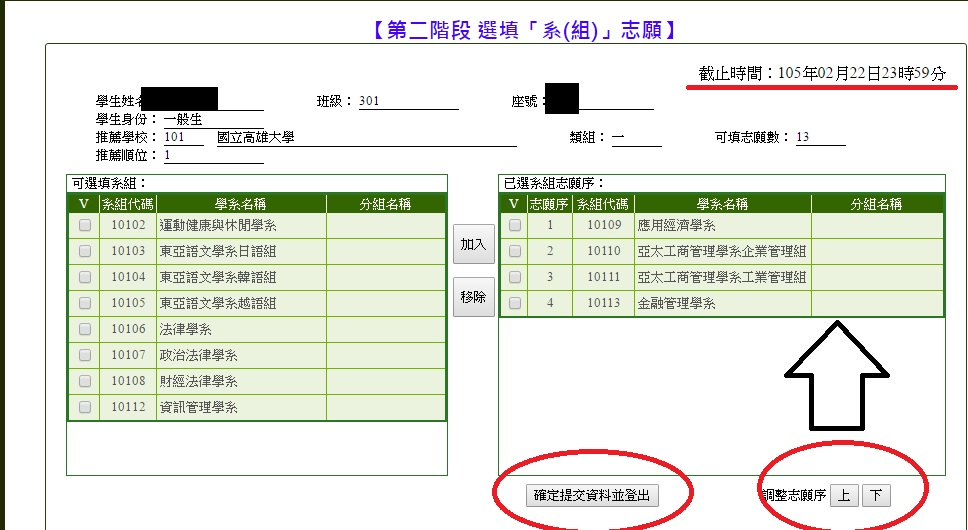 【第二階段 選填「系(組)」志願】
截止時間：105年02月22日23時59分
學生姓名 班級： 301 座號：
學生身份： 一般生
推薦學校： 101 國立高雄大學 類組： 一 可填志願數： 13
推薦順位： 1
可選填系組：
V 系組代碼 學系名稱 分組名稱
10102 運動健康與休閒學系
10103 東亞語文學系日語組
10104 東亞語文學系韓語組
10105 東亞語文學系越語組
10106 法律學系
10107 政治法律學系
10108 財經法律學系
10112 資訊管理學系
加入
移除
已選系組志願序：
V 志願序 系組代碼 學系名稱 分組名稱
1 10109 應用經濟學系
2 10110 亞太工商管理學系企業管理組
3 10111 亞太工商管理學系工業管理組
4 10113 金融管理學系
確定提交資料並登出
調整志願序 上 下